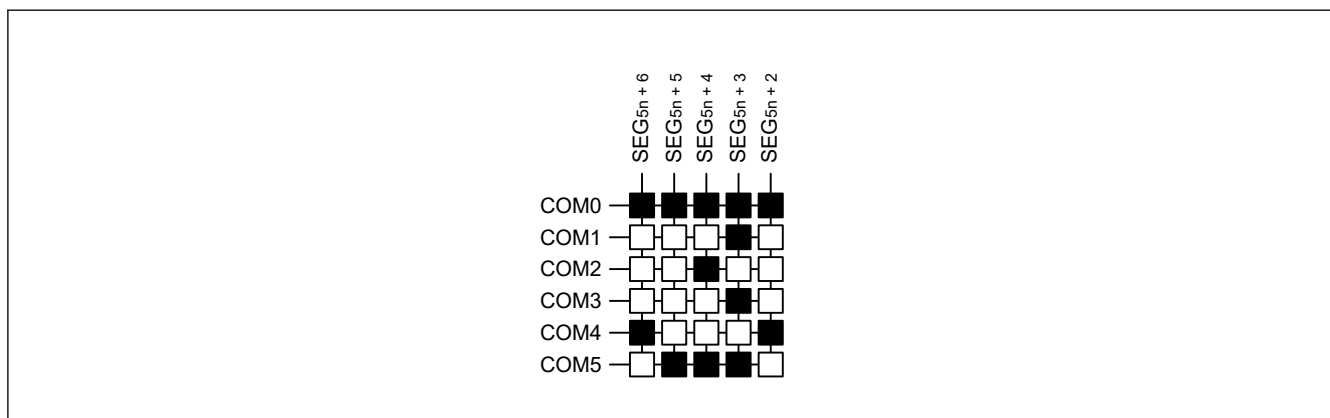 SEG5n + 6
SEG5n + 5
SEG5n + 4
SEG5n + 3
SEG5n + 2
COM0
COM1
COM2
COM3
COM4
COM5